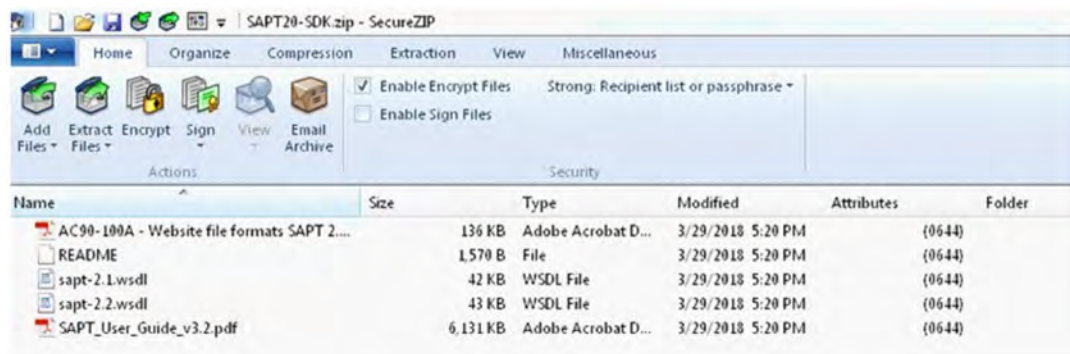 SAPT20-SDK.zip - SecureZIP
Home Organize Compression Extraction View Miscellaneous
Enable Encrypt Files Strong: Recipient list or passphrase
Enable Sign Files
Add Files Extract Files Encrypt Sign View Email Archive
Actions Security
Name Size Type Modified Attributes Folder
AC90-100A - Website file formats SAPT 2.... 136 KB Adobe Acrobat D... 3/29/2018 5:20 PM (0644)
README 1,570 B File 3/29/2018 5:20 PM (0644)
sapt-2.1.wsdl 42 KB WSDL File 3/29/2018 5:20 PM (0644)
sapt-2.2.wsdl 43 KB WSDL File 3/29/2018 5:20 PM (0644)
SAPT_User_Guide_v3.2.pdf 6,131 KB Adobe Acrobat D... 3/29/2018 5:20 PM (0644)